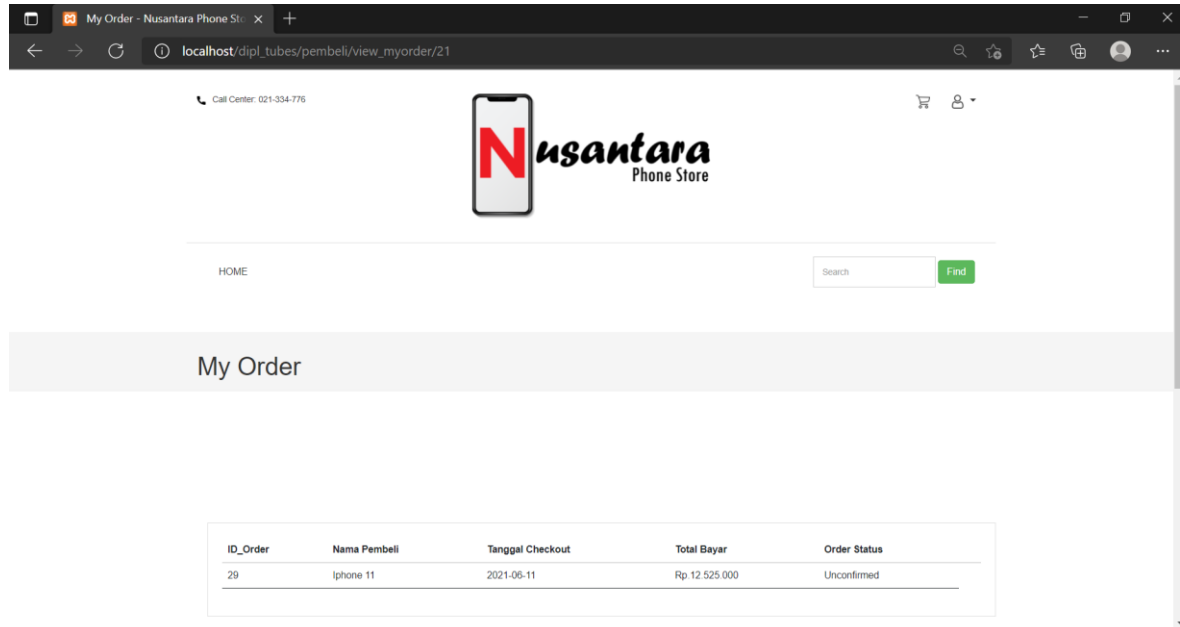 My Order - Nusantara Phone Sto
localhost/dipl_tubes/pembeli/view_myorder/21
Call Center: 021-334-776
Nusantara
Phone Store
HOME
Search
Find
My Order
ID_Order Nama Pembeli Tanggal Checkout Total Bayar Order Status
29 Iphone 11 2021-06-11 Rp.12.525.000 Unconfirmed